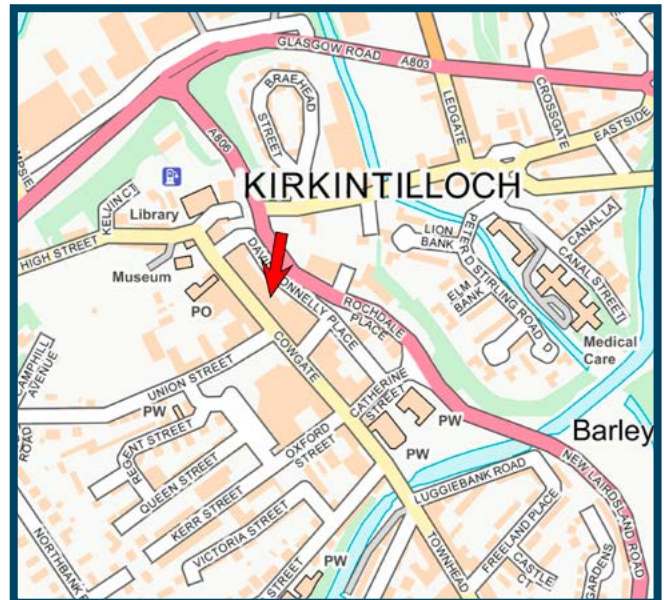 GLASGOW ROAD
A803
BRAEHEAD
STREET
LEDGATE
CROSSGATE
EASTSIDE
A806
KIRKINTILLOCH
KELVIN CT
Library
HIGH STREET
Museum
PO
LION
BANK
PETER D STIRLING ROAD
ELM
BANK
CANAL LA
CANAL STREET
Medical
Care
DONNELLY PLACE
ROCHDALE
PLACE
COWGATE
UNION STREET
AVENUE
ROAD
PW
REGENT STREET
CATHERINE
STREET
PW
PW
OXFORD
STREET
QUEEN STREET
KERR STREET
VICTORIA STREET
Barley
NEW LAIRDSLAND ROAD
LUGGIEBANK ROAD
FREELAND PLACE
CASTLE
CT
GARDENS
TOWNHEAD
STREET
PW